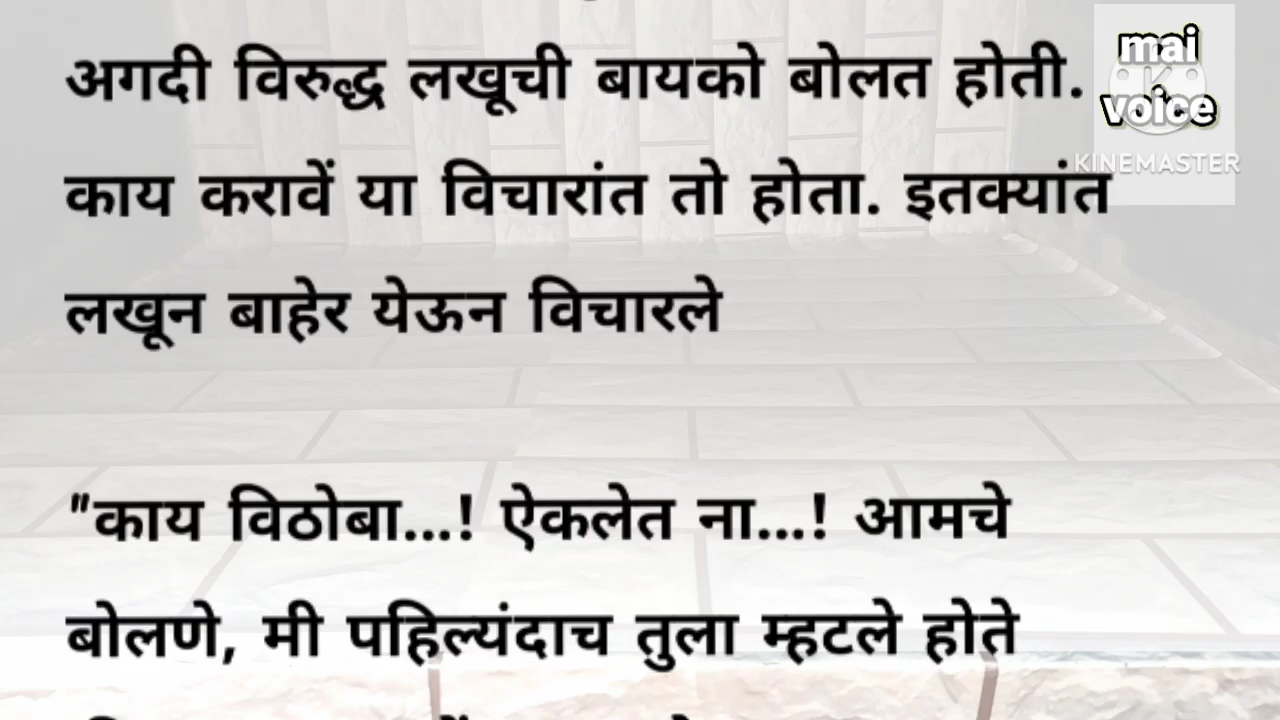 अगदी विरुद्ध लखूची बायको बोलत होती.
mai
voice
KINEMASTER
काय करावें या विचारांत तो होता. इतक्यांत
लखून बाहेर येऊन विचारले
"काय विठोबा...! ऐकलेत ना...! आमचे
बोलणे, मी पहिल्यंदाच तुला म्हटले होते